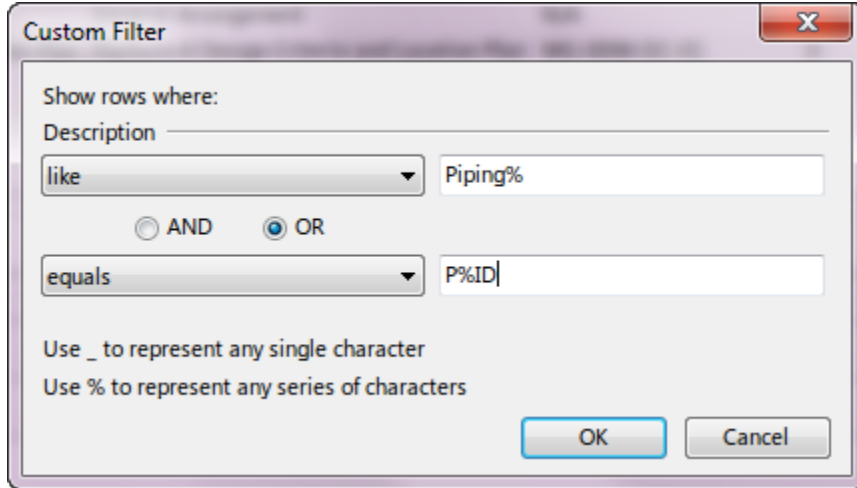 Custom Filter
Show rows where:
Description
like Piping%
AND OR
equals P%ID
Use _ to represent any single character
Use % to represent any series of characters
OK Cancel